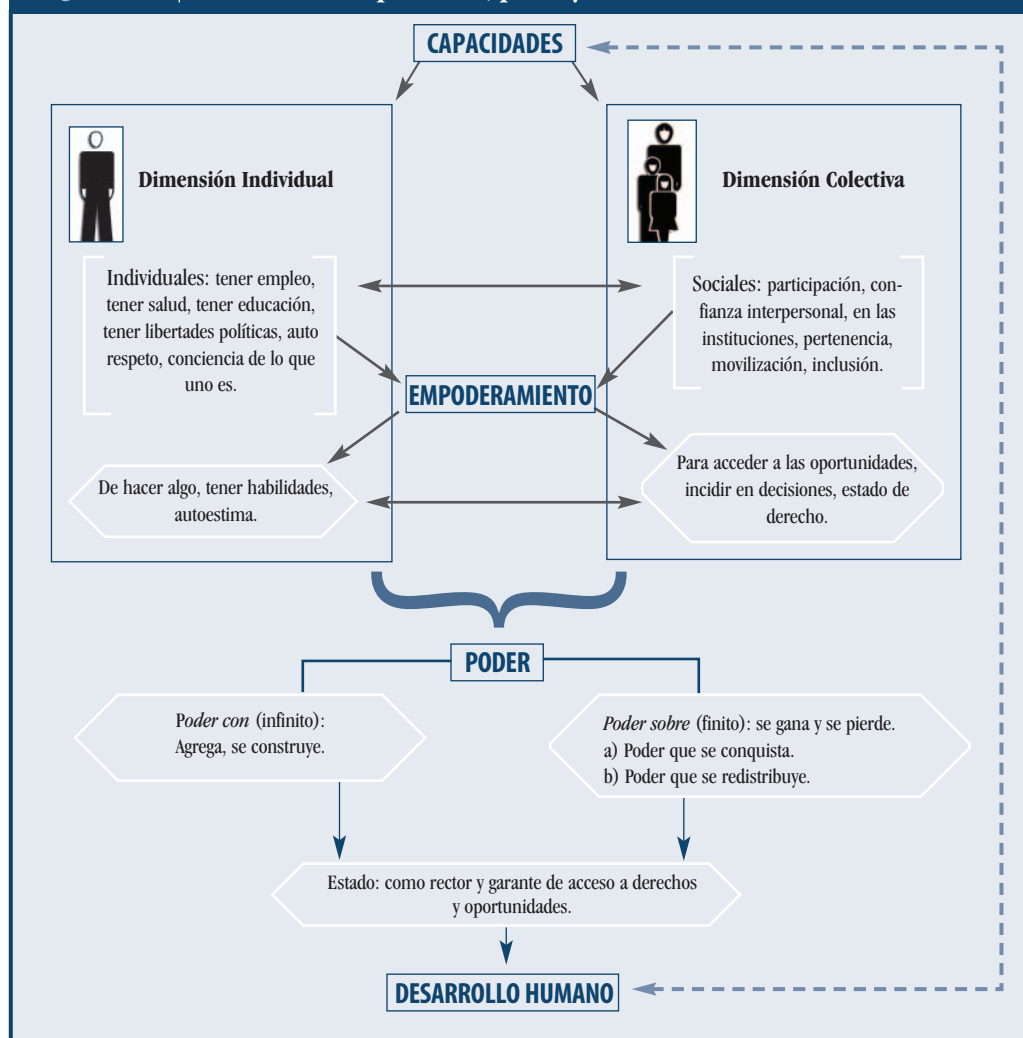 CAPACIDADES
Dimensión Individual
Individuales: tener empleo,
tener salud, tener educación,
tener libertades políticas, auto
respeto, conciencia de lo que
uno es.
Dimensión Colectiva
Sociales: participación, con-
fianza interpersonal, en las
instituciones, pertenencia,
movilización, inclusión.
EMPODERAMIENTO
De hacer algo, tener habilidades,
autoestima.
Para acceder a las oportunidades,
incidir en decisiones, estado de
derecho.
PODER
Poder con (infinito):
Agrega, se construye.
Poder sobre (finito): se gana y se pierde.
a) Poder que se conquista.
b) Poder que se redistribuye.
Estado: como rector y garante de acceso a derechos
y oportunidades.
DESARROLLO HUMANO